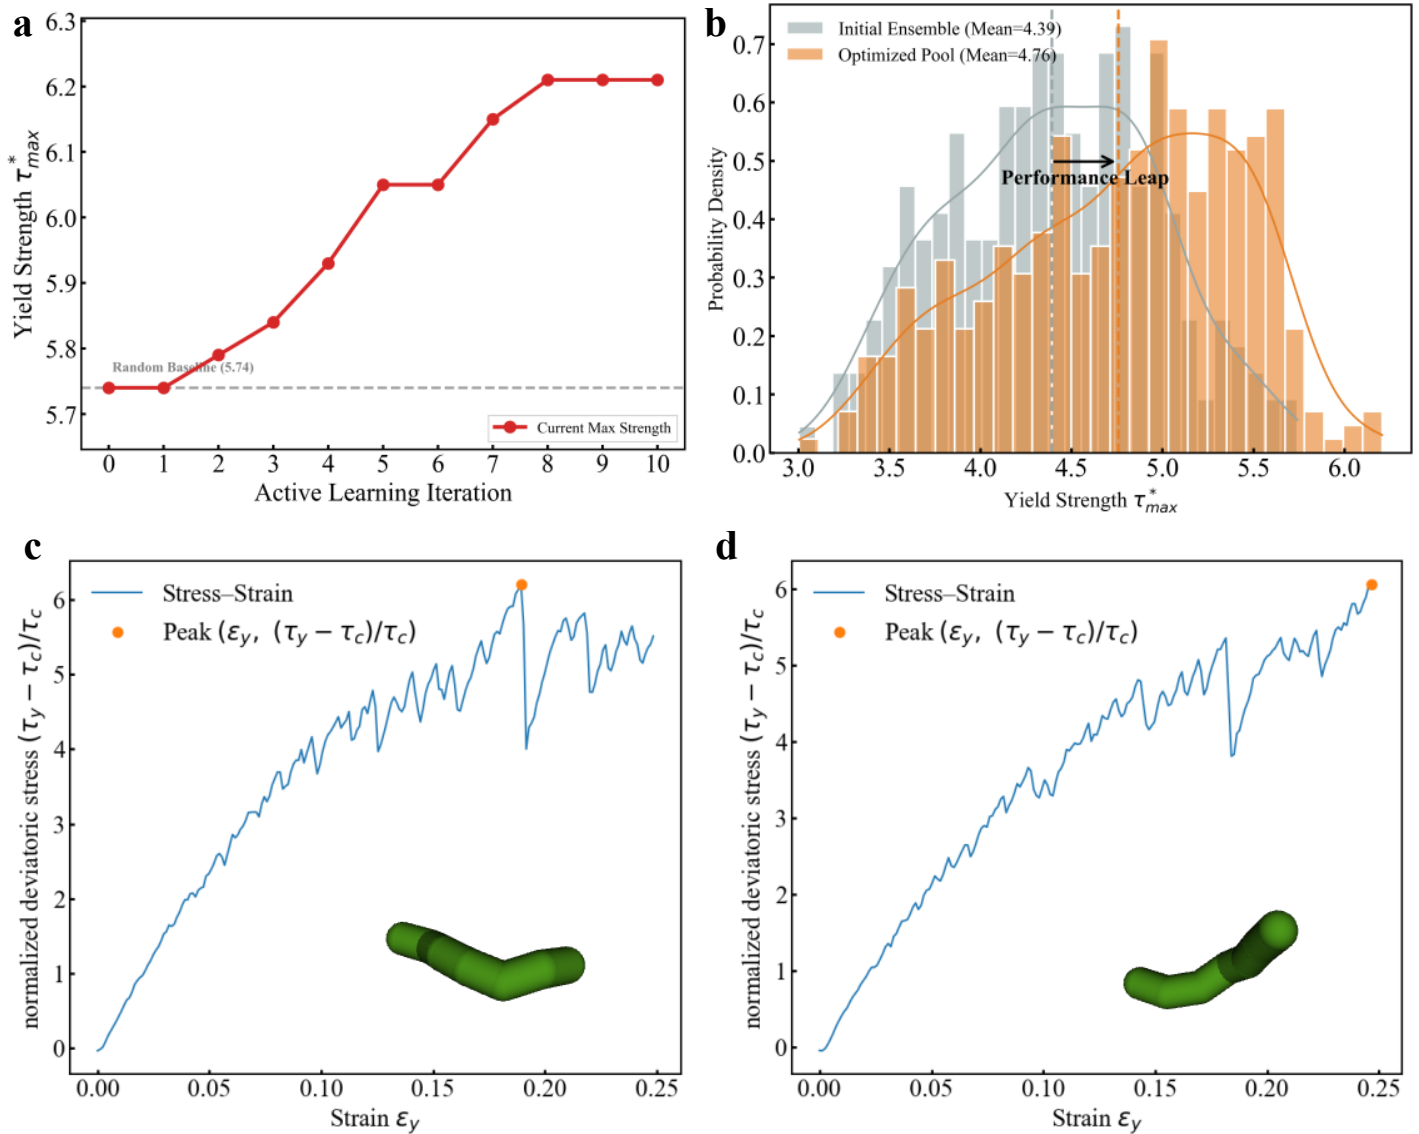 a
6.3
6.2
6.1
6.0
5.9
5.8
5.7
Yield Strength τ*max
Random Baseline (5.74)
Current Max Strength
0 1 2 3 4 5 6 7 8 9 10
Active Learning Iteration
b
Initial Ensemble (Mean=4.39)
Optimized Pool (Mean=4.76)
0.7
0.6
0.5
0.4
0.3
0.2
0.1
0.0
Probability Density
Performance Leap
3.0 3.5 4.0 4.5 5.0 5.5 6.0
Yield Strength τ*max
c
Stress–Strain
Peak (εy, (τy − τc)/τc)
6
5
4
3
2
1
0
normalized deviatoric stress (τy − τc)/τc
0.00 0.05 0.10 0.15 0.20 0.25
Strain εy
d
Stress–Strain
Peak (εy, (τy − τc)/τc)
6
5
4
3
2
1
0
normalized deviatoric stress (τy − τc)/τc
0.00 0.05 0.10 0.15 0.20 0.25
Strain εy